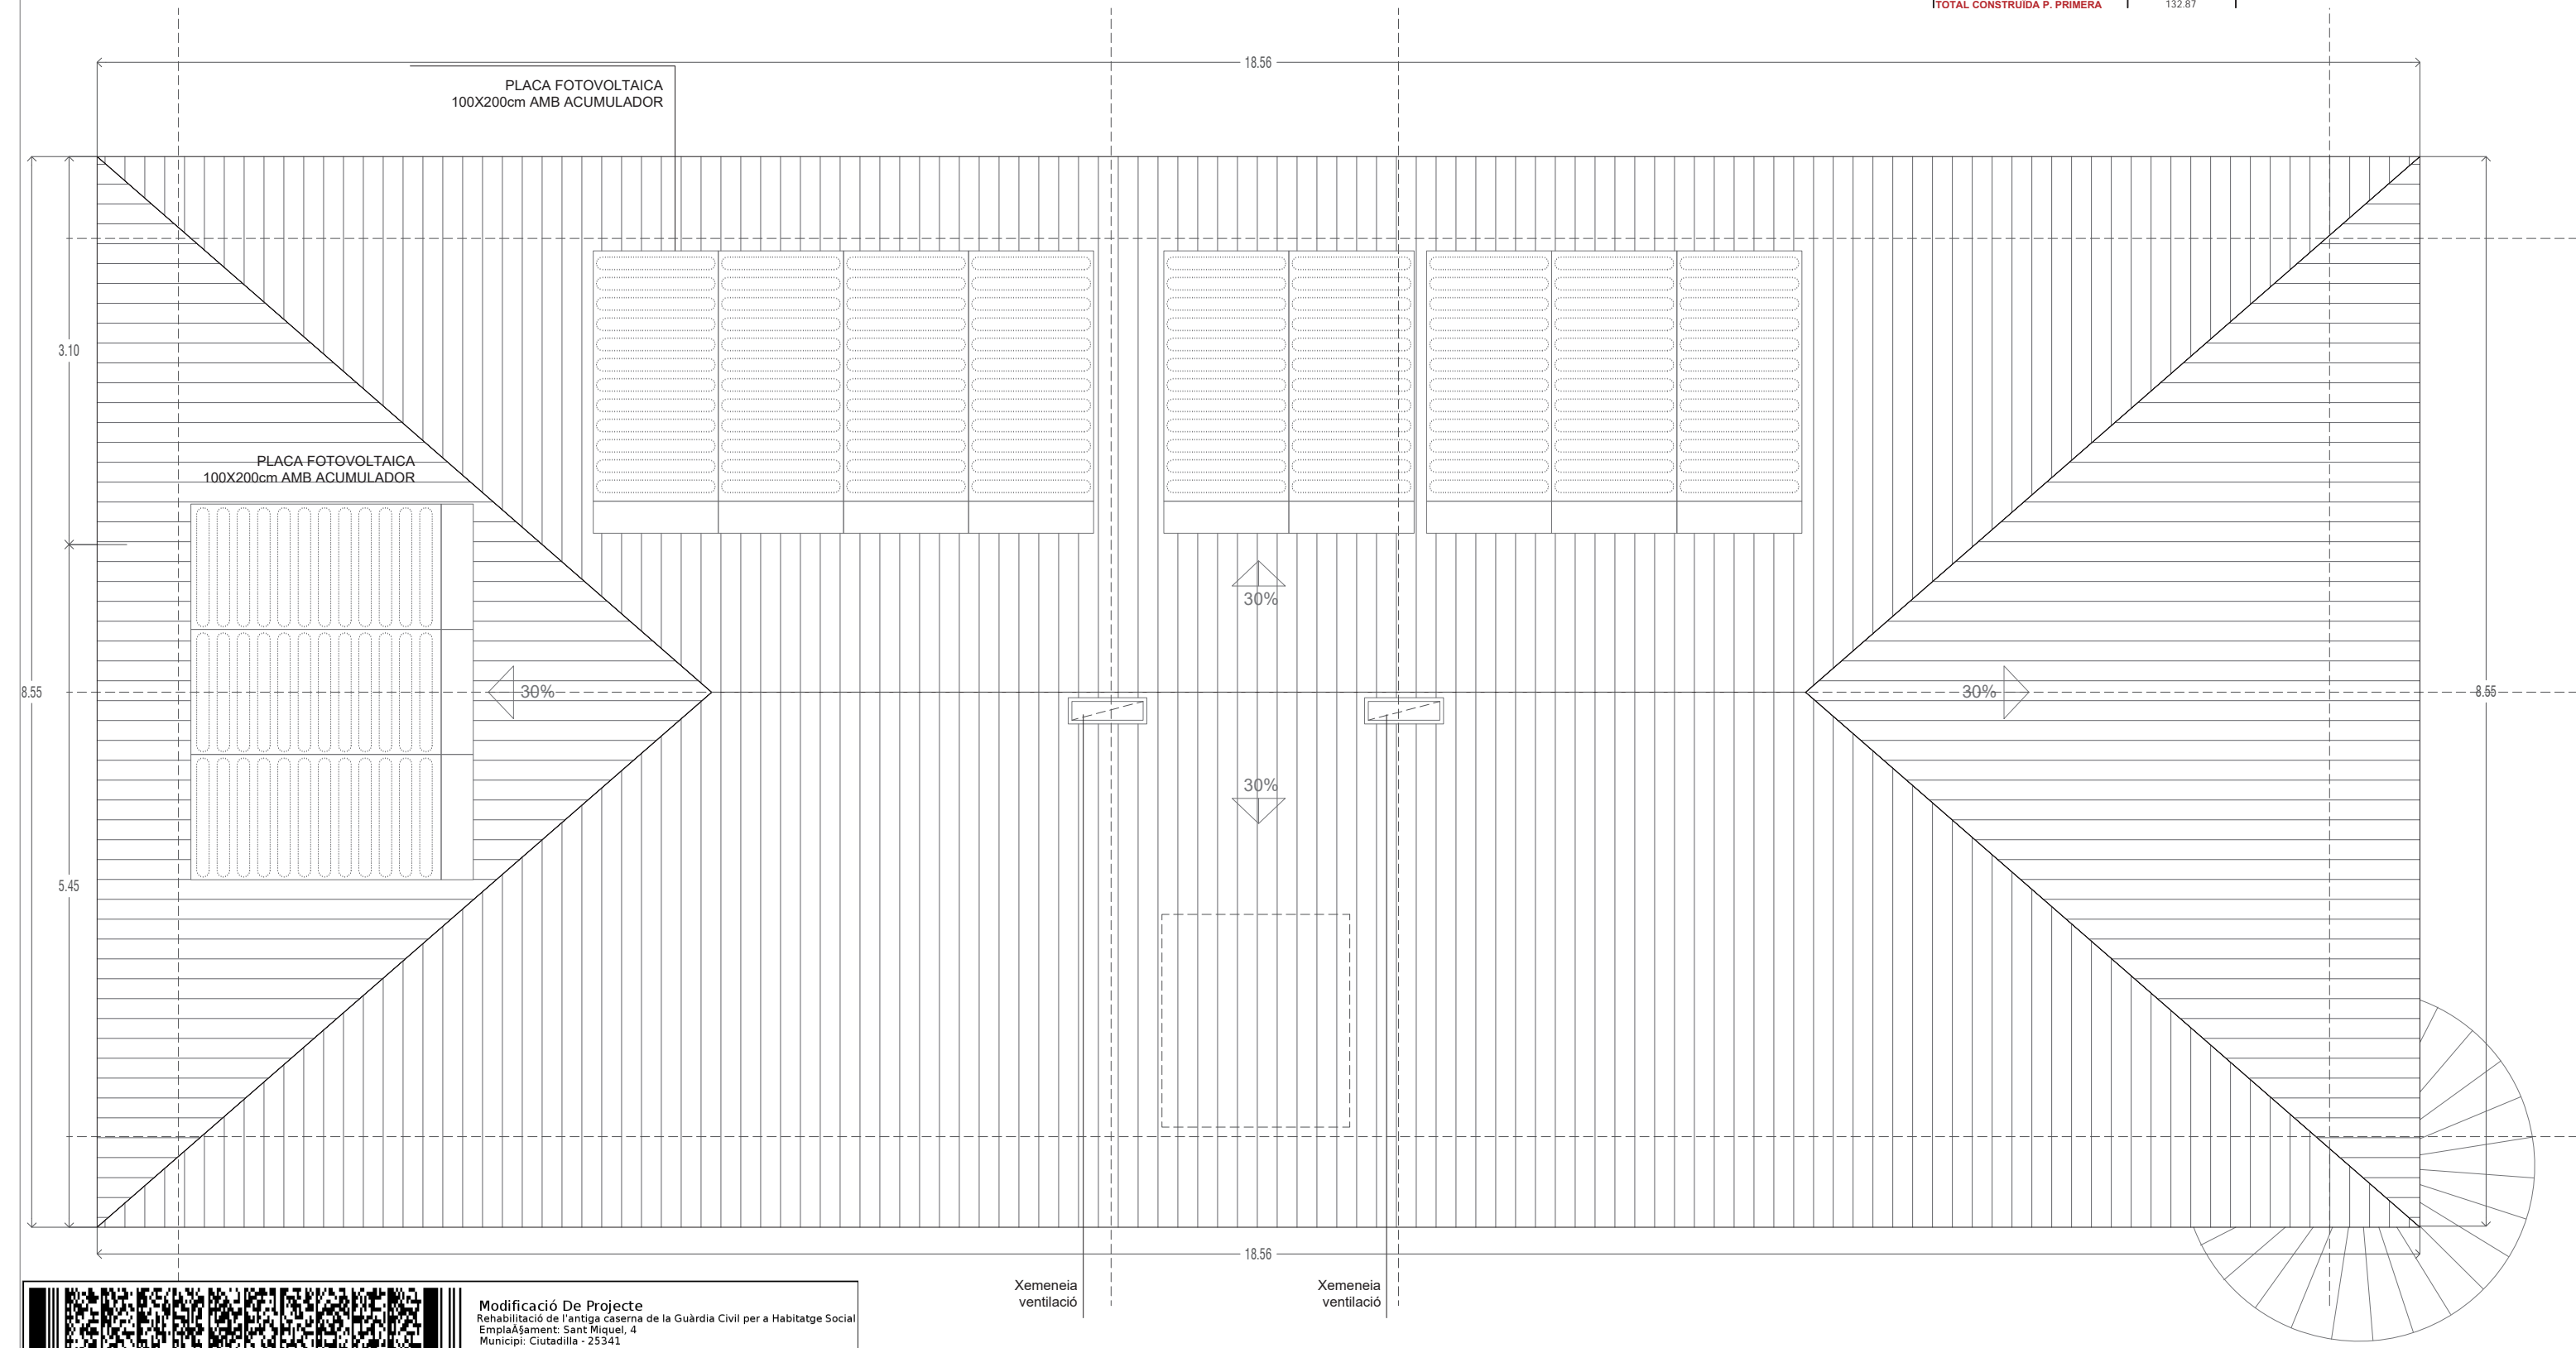 TOTAL CONSTRUÏDA P. PRIMERA 132.87
18.56
PLACA FOTOVOLTAICA
100X200cm AMB ACUMULADOR
3.10
PLACA FOTOVOLTAICA
100X200cm AMB ACUMULADOR
30%
8.55
30%
30%
8.55
30%
5.45
18.56
Xemeneia
ventilació
Xemeneia
ventilació
Modificació De Projecte
Rehabilitació de l'antiga caserna de la Guàrdia Civil per a Habitatge Social
EmplaÃ§ament: Sant Miquel, 4
Municipi: Ciutadilla - 25341